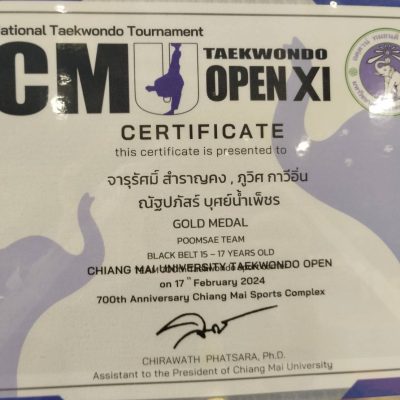 ational Taekwondo Tournament
CMU TAEKWONDO
OPEN XI
CERTIFICATE
this certificate is presented to
จารุรัศมิ์ สำราญคง , ภูวิศ กาวีอิ่น
ณัฐปภัสร์ บุศย์น้ำเพ็ชร
GOLD MEDAL
POOMSAE TEAM
BLACK BELT 15 – 17 YEARS OLD
CHIANG MAI UNIVERSITY TAEKWONDO OPEN
on 17th February 2024
700th Anniversary Chiang Mai Sports Complex
CHIRAWATH PHATSARA, Ph.D.
Assistant to the President of Chiang Mai University